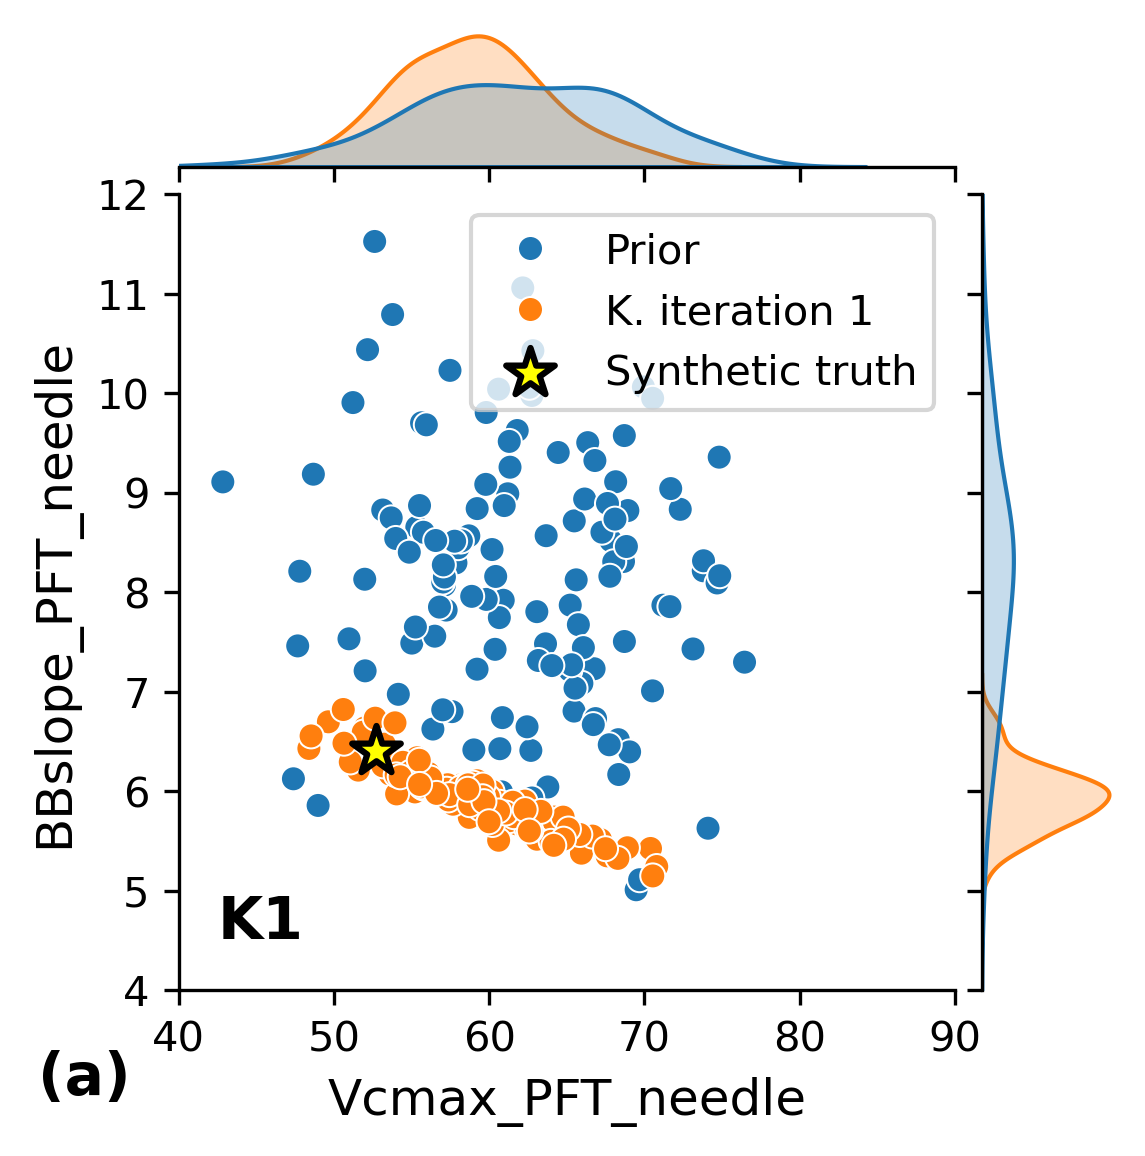 12
11
10
9
8
7
6
5
4
BBslope_PFT_needle
Prior
K. iteration 1
Synthetic truth
K1
40 50 60 70 80 90
Vcmax_PFT_needle
(a)